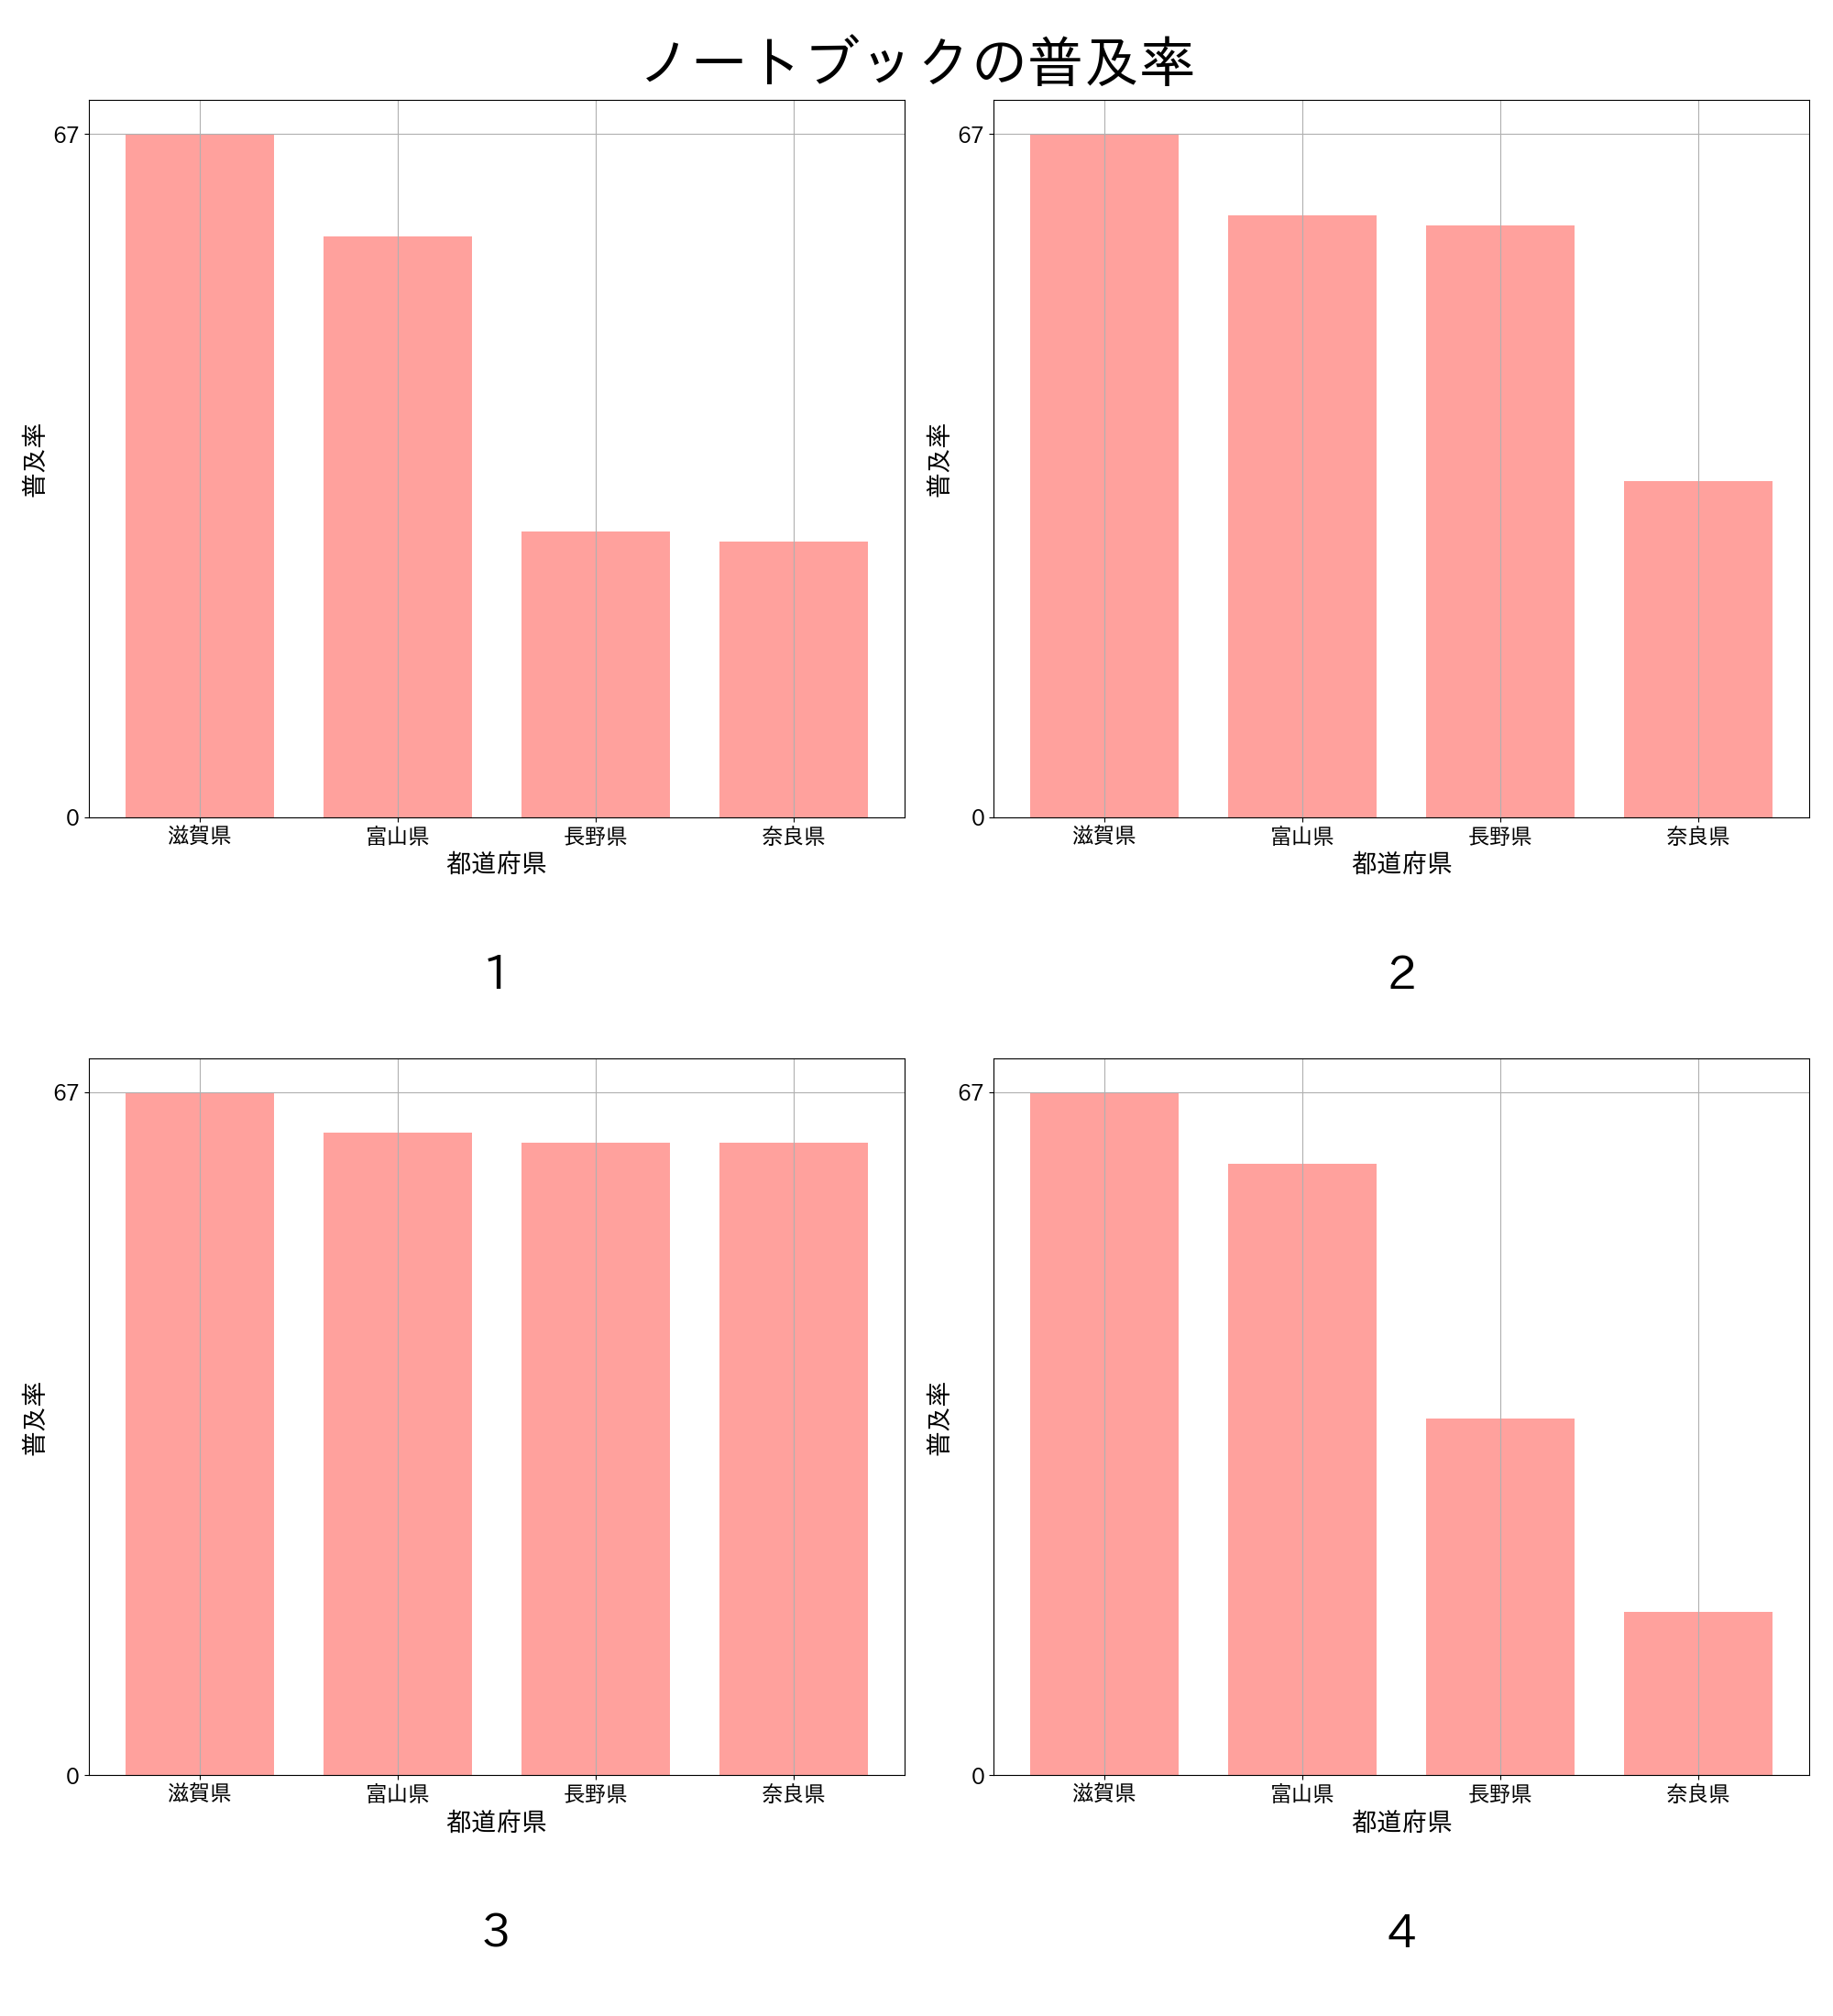 ノートブックの普及率
67
0
普及率
滋賀県 富山県 長野県 奈良県
都道府県
1
67
0
普及率
滋賀県 富山県 長野県 奈良県
都道府県
2
67
0
普及率
滋賀県 富山県 長野県 奈良県
都道府県
3
67
0
普及率
滋賀県 富山県 長野県 奈良県
都道府県
4